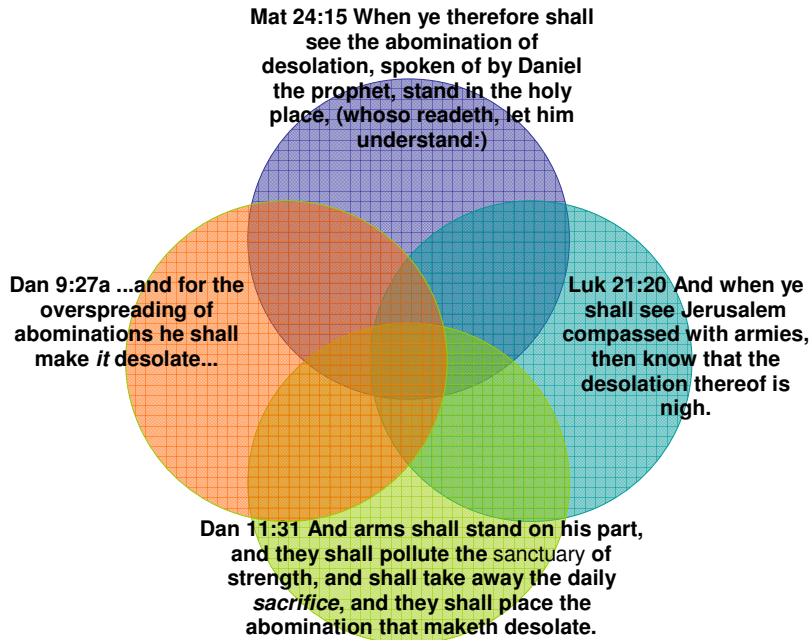 Mat 24:15 When ye therefore shall
see the abomination of
desolation, spoken of by Daniel
the prophet, stand in the holy
place, (whoso readeth, let him
understand:)
Dan 9:27a ...and for the
overspreading of
abominations he shall
make it desolate...
Luk 21:20 And when ye
shall see Jerusalem
compassed with armies,
then know that the
desolation thereof is
nigh.
Dan 11:31 And arms shall stand on his part,
and they shall pollute the sanctuary of
strength, and shall take away the daily
sacrifice, and they shall place the
abomination that maketh desolate.